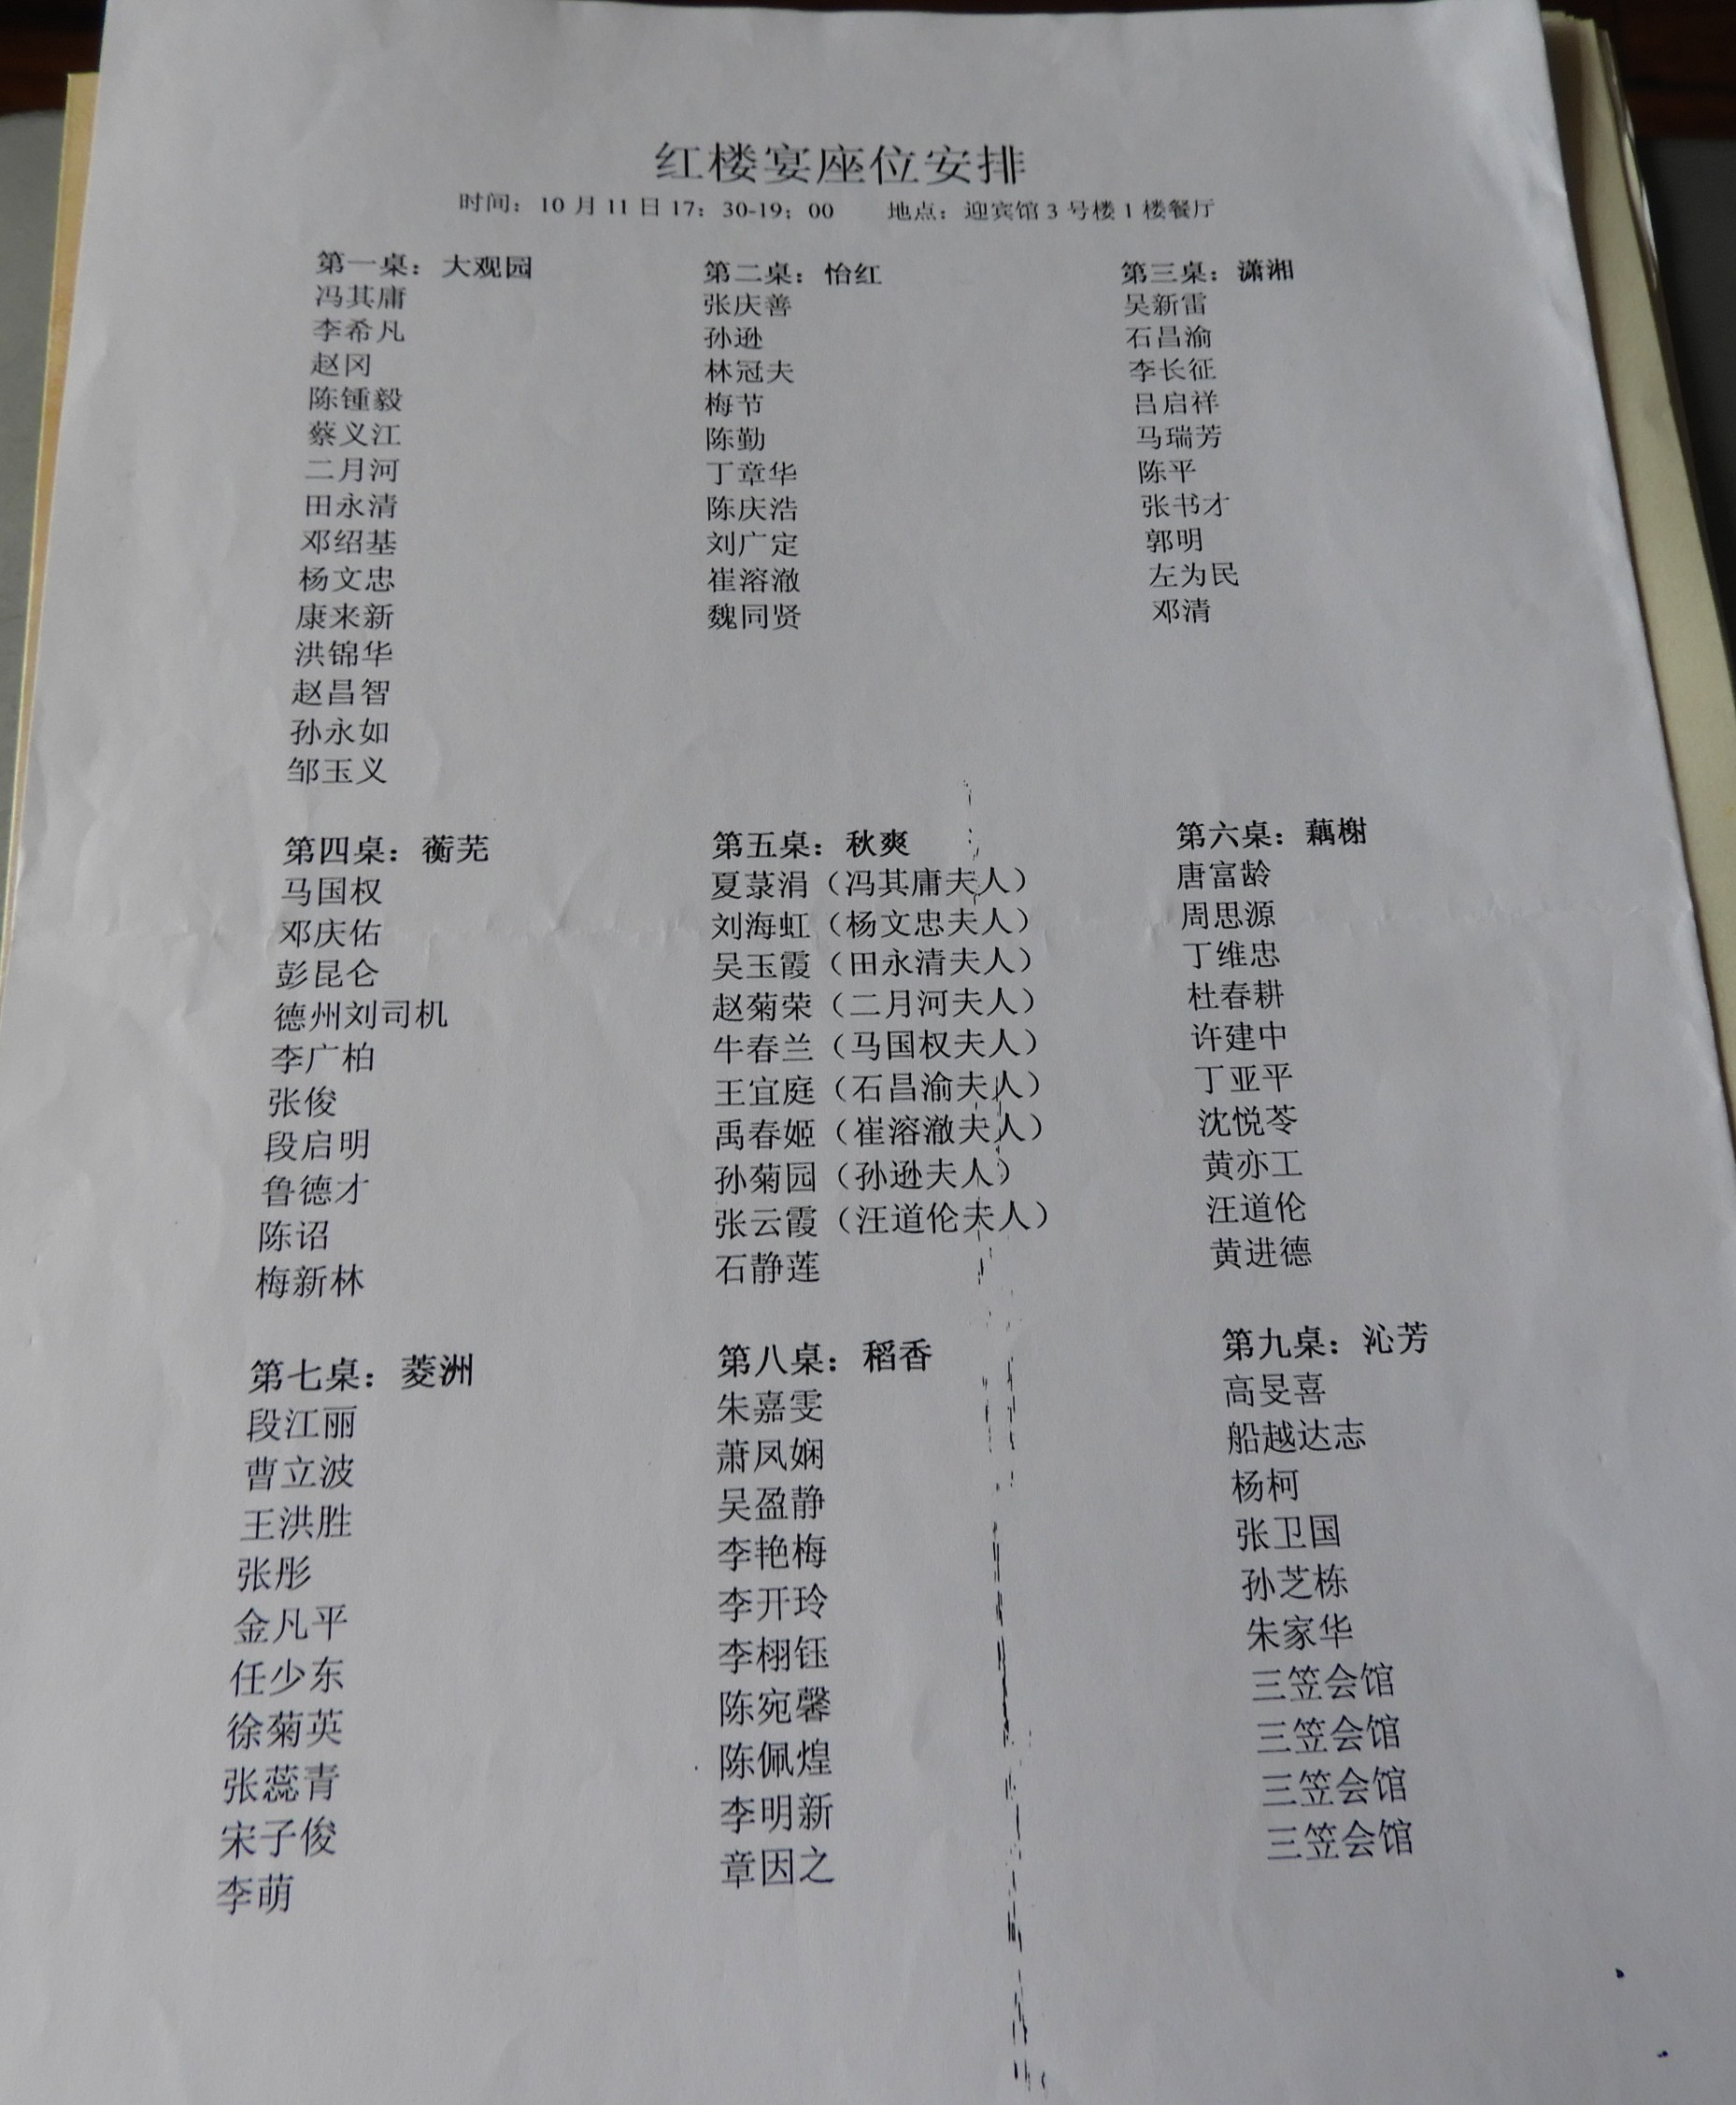 红楼宴座位安排
时间：10 月 11 日 17：30-19：00 地点：迎宾馆 3 号楼 1 楼餐厅
第一桌：大观园
冯其庸
李希凡
赵冈
陈锺毅
蔡义江
二月河
田永清
邓绍基
杨文忠
康来新
洪锦华
赵昌智
孙永如
邹玉义
第二桌：怡红
张庆善
孙逊
林冠夫
梅节
陈勤
丁章华
陈庆浩
刘广定
崔溶澈
魏同贤
第三桌：潇湘
吴新雷
石昌渝
李长征
吕启祥
马瑞芳
陈平
张书才
郭明
左为民
邓清
第四桌：蘅芜
马国权
邓庆佑
彭昆仑
德州刘司机
李广柏
张俊
段启明
鲁德才
陈诏
梅新林
第五桌：秋爽
夏菉涓（冯其庸夫人）
刘海虹（杨文忠夫人）
吴玉霞（田永清夫人）
赵菊荣（二月河夫人）
牛春兰（马国权夫人）
王宜庭（石昌渝夫人）
禹春姬（崔溶澈夫人）
孙菊园（孙逊夫人）
张云霞（汪道伦夫人）
石静莲
第六桌：藕榭
唐富龄
周思源
丁维忠
杜春耕
许建中
丁亚平
沈悦苓
黄亦工
汪道伦
黄进德
第七桌：菱洲
段江丽
曹立波
王洪胜
张彤
金凡平
任少东
徐菊英
张蕊青
宋子俊
李萌
第八桌：稻香
朱嘉雯
萧凤娴
吴盈静
李艳梅
李开玲
李栩钰
陈宛馨
陈佩煌
李明新
章因之
第九桌：沁芳
高旻喜
船越达志
杨柯
张卫国
孙芝栋
朱家华
三笠会馆
三笠会馆
三笠会馆
三笠会馆